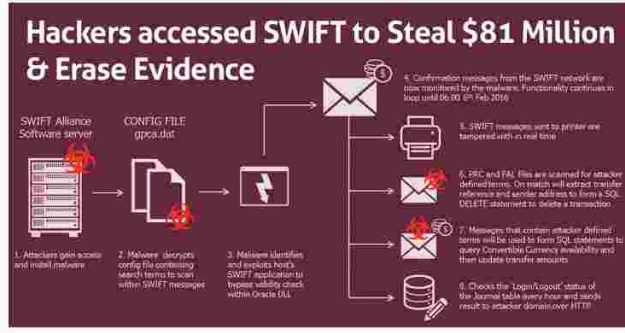 Hackers accessed SWIFT to Steal $81 Million
& Erase Evidence
SWIFT Alliance
Software server
CONFIG FILE
gpca.dat
1. Attackers gain access
and install malware
2. Malware decrypts
config file containing
search terms to scan
within SWIFT messages
3. Malware identifies
and exploits host's
SWIFT application to
bypass validity check
within Oracle DLL
4. Confirmation messages from the SWIFT network are
now monitored by the malware. Functionality continues in
loop until 06:00 6th Feb 2016
5. SWIFT messages sent to printer are
tampered with in real time
6. PRC and FAL files are scanned for attacker
defined terms. On match will extract transfer
reference and sender address to form a SQL
DELETE statement to delete a transaction
7. Messages that contain attacker defined
terms will be used to form SQL statements to
query Convertible Currency availability and
then update transfer amounts
8. Checks the 'Login/Logout' status of
the Journal table every hour and sends
result to attacker domain over HTTP